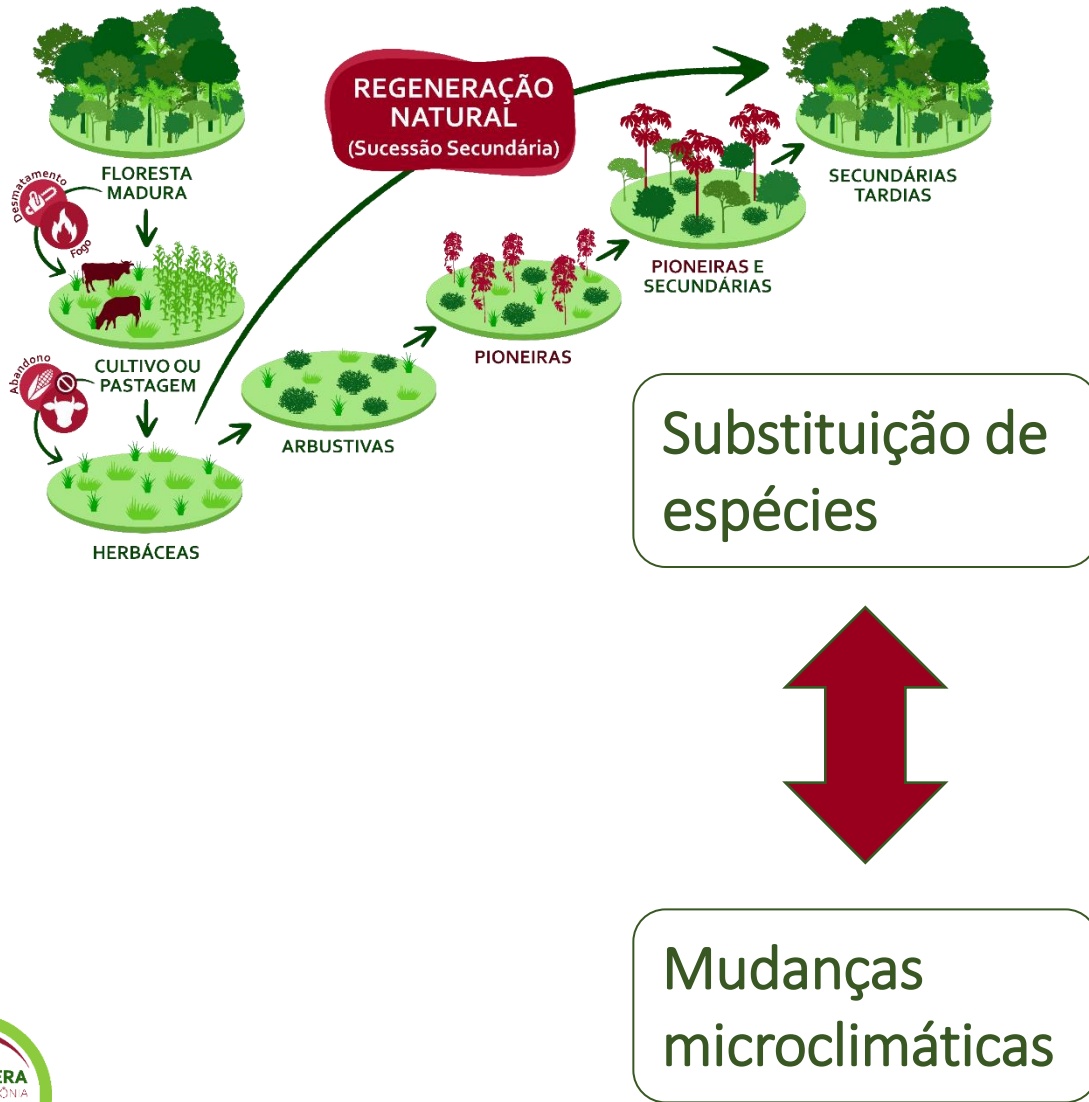 REGENERAÇÃO
NATURAL
(Sucessão Secundária)
FLORESTA
MADURA
Desmatamento
Fogo
CULTIVO OU
PASTAGEM
Abandono
HERBÁCEAS
ARBUSTIVAS
PIONEIRAS
PIONEIRAS E
SECUNDÁRIAS
SECUNDÁRIAS
TARDIAS
Substituição de
espécies
Mudanças
microclimáticas